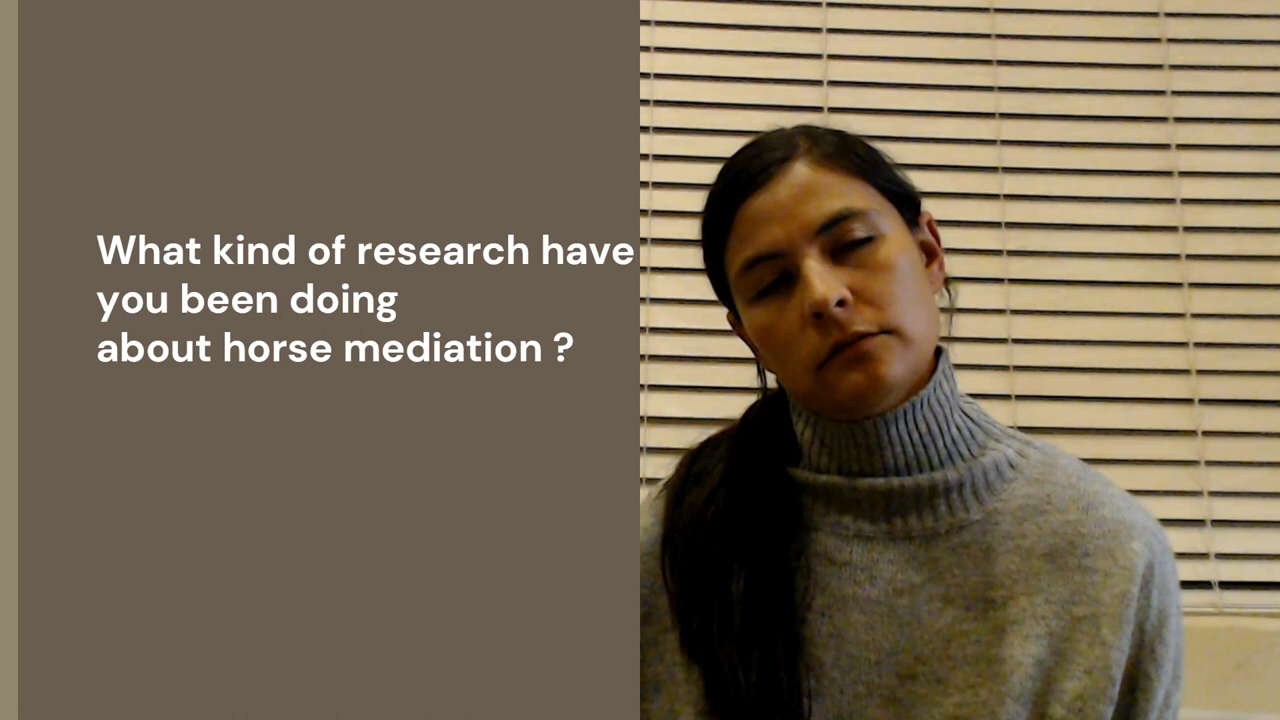 What kind of research have
you been doing
about horse mediation ?